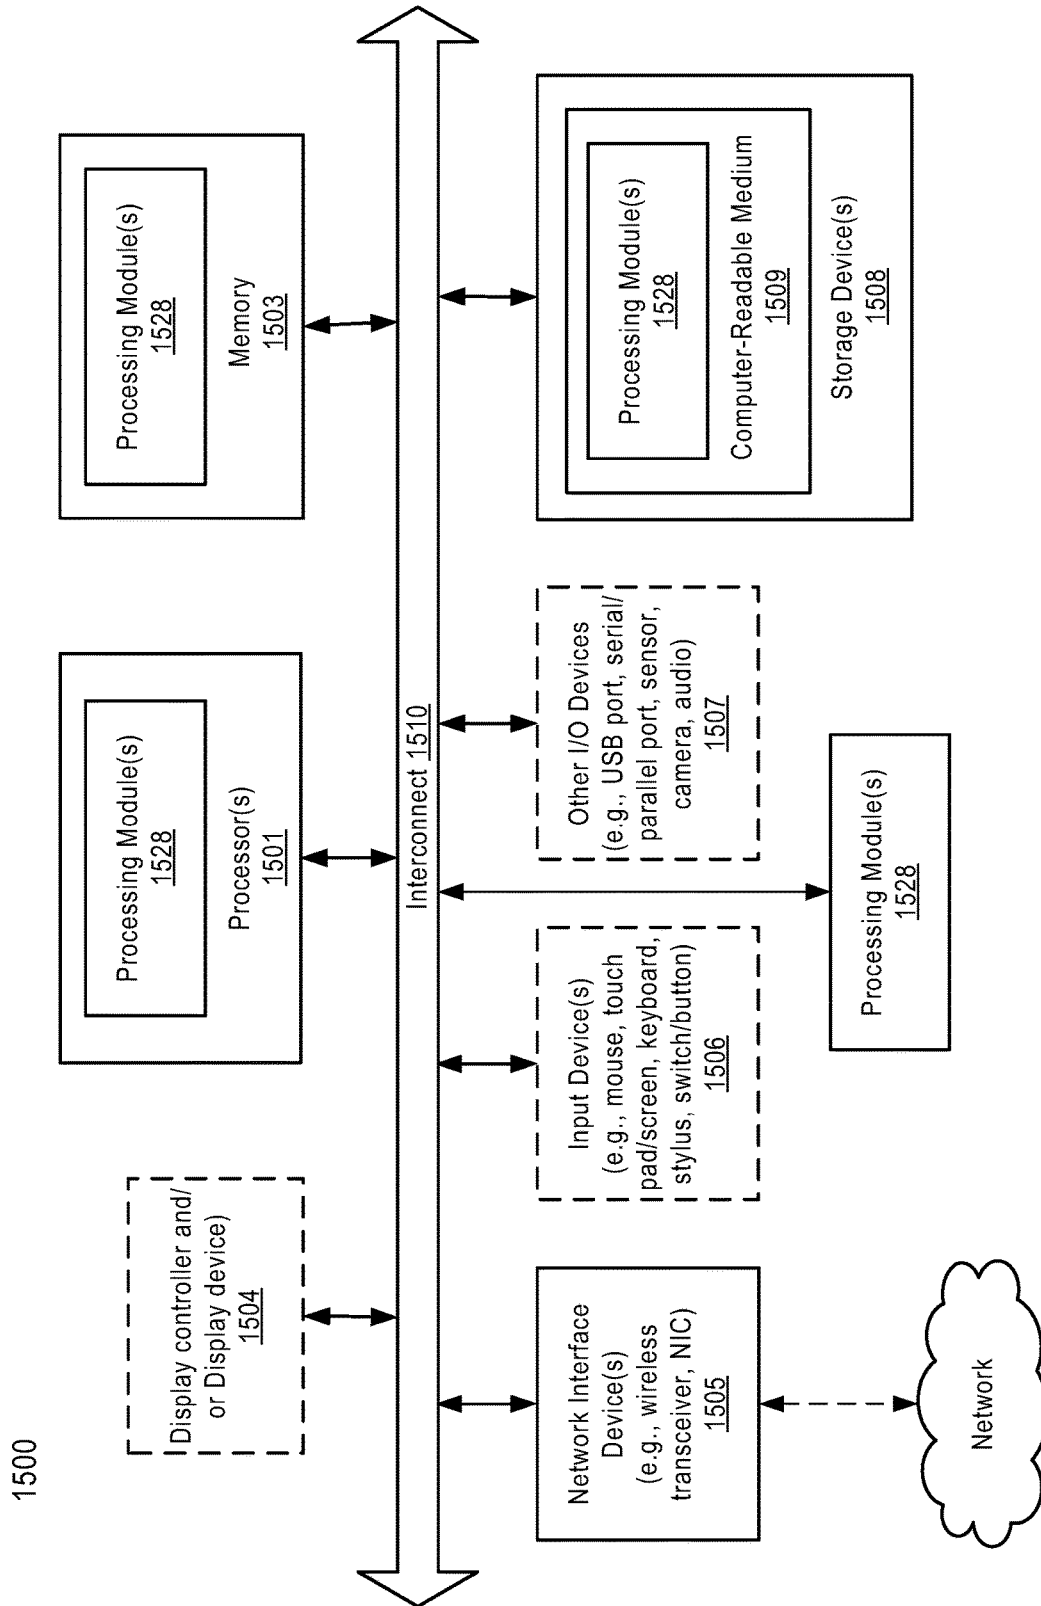 1500
Display controller and/
or Display device)
1504
Processing Module(s)
1528
Processor(s)
1501
Processing Module(s)
1528
Memory
1503
Interconnect 1510
Network Interface
Device(s)
(e.g., wireless
transceiver, NIC)
1505
Input Device(s)
(e.g., mouse, touch
pad/screen, keyboard,
stylus, switch/button)
1506
Other I/O Devices
(e.g., USB port, serial/
parallel port, sensor,
camera, audio)
1507
Processing Module(s)
1528
Computer-Readable Medium
1509
Storage Device(s)
1508
Network
Processing Module(s)
1528